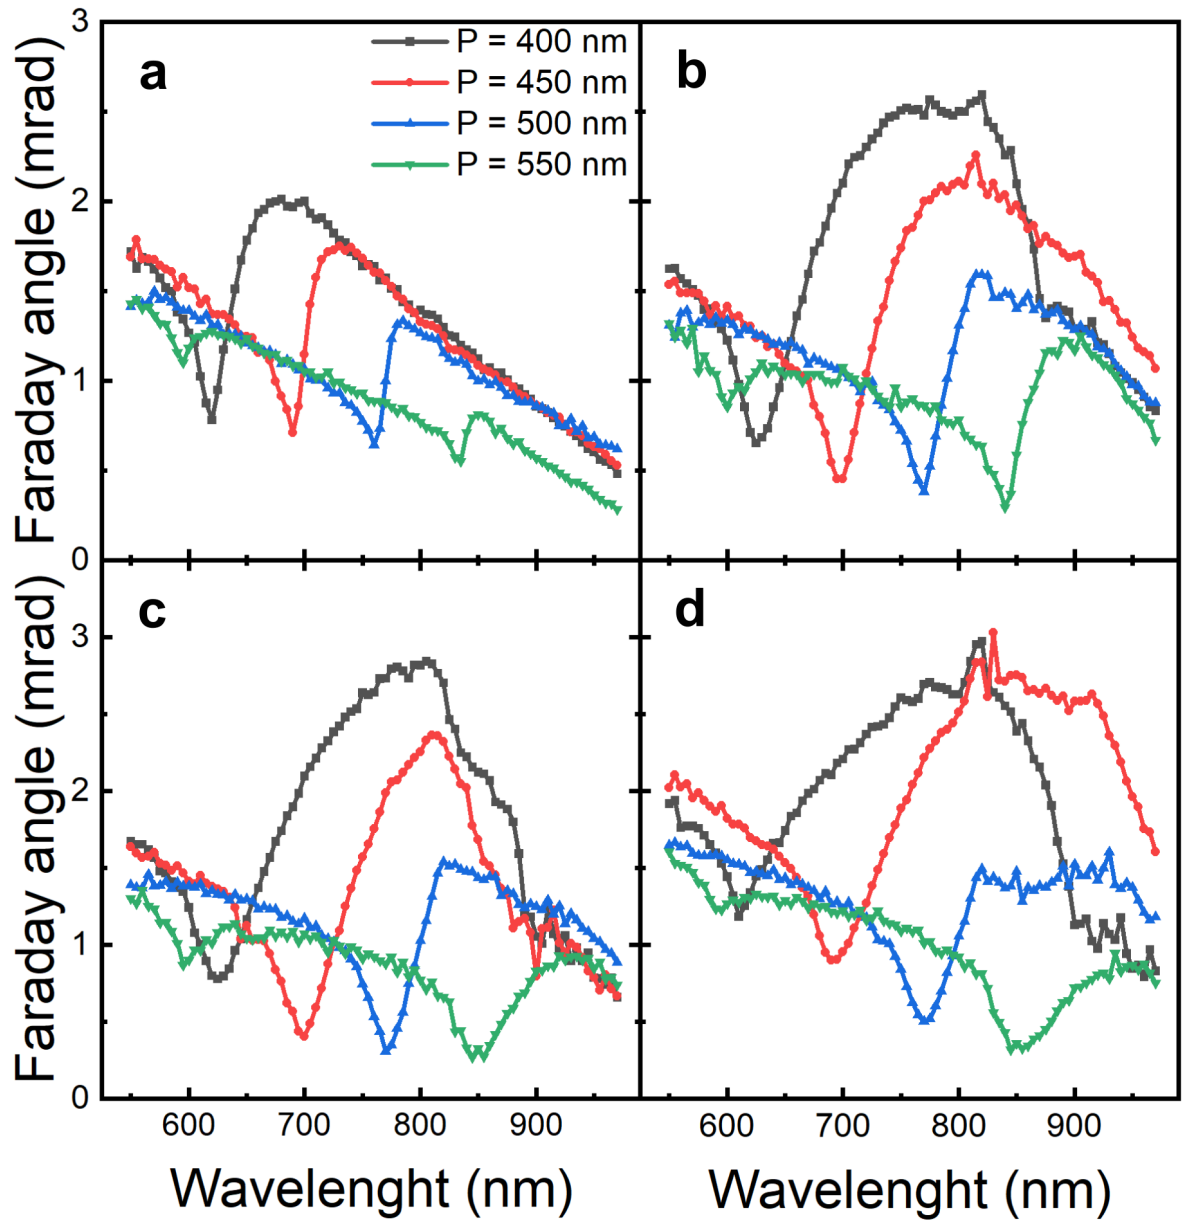 3
2
1
0
Faraday angle (mrad)
a
P = 400 nm
P = 450 nm
P = 500 nm
P = 550 nm
b
3
2
1
0
Faraday angle (mrad)
c
d
600 700 800 900
600 700 800 900
Wavelenght (nm)
Wavelenght (nm)